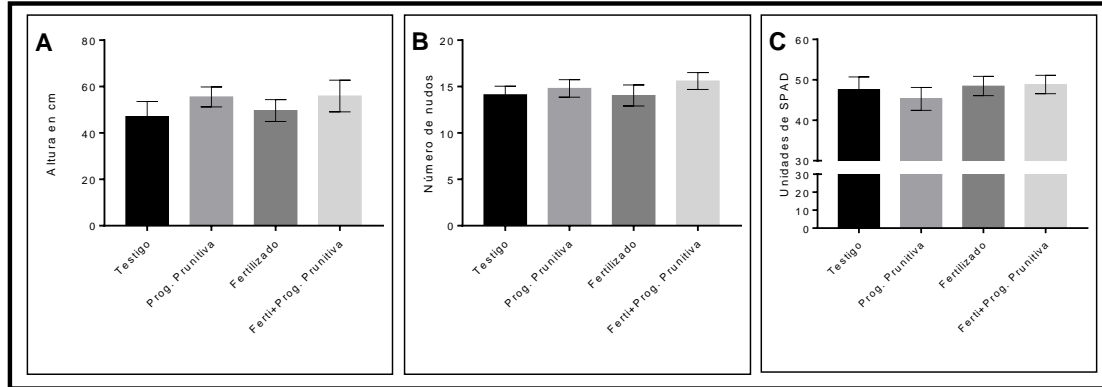 A
Altura en cm
80
60
40
20
0
Testigo
Prog. Prunitiva
Fertilizado
Ferti+Prog. Prunitiva
B
Número de nudos
20
15
10
5
0
Testigo
Prog. Prunitiva
Fertilizado
Ferti+Prog. Prunitiva
C
Unidades de SPAD
60
50
40
30
30
20
10
0
Testigo
Prog. Prunitiva
Fertilizado
Ferti+Prog. Prunitiva